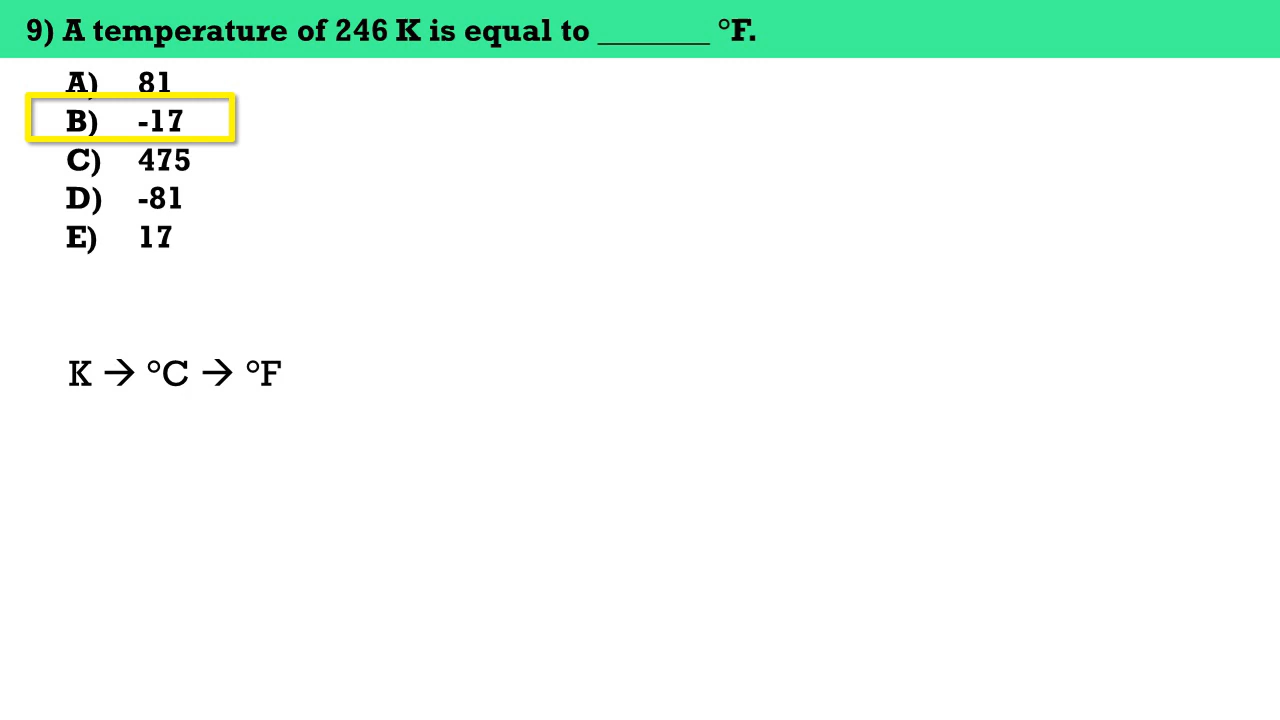 9) A temperature of 246 K is equal to _______ °F.
A) 81
B) -17
C) 475
D) -81
E) 17
K → °C → °F